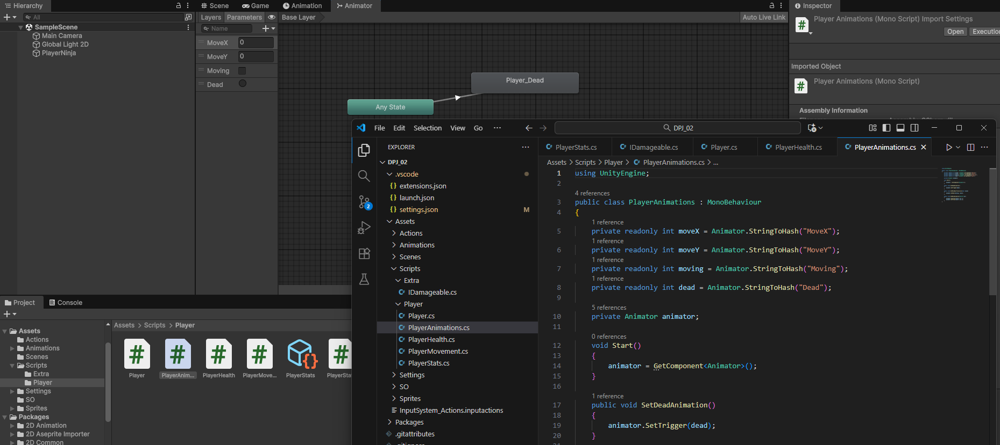 Hierarchy
All
SampleScene
Main Camera
Global Light 2D
PlayerNinja
Scene
Game
Animation
Animator
Layers
Parameters
Base Layer
Auto Live Link
Name
MoveX
0
MoveY
0
Moving
Dead
Player_Dead
Any State
Inspector
Player Animations (Mono Script) Import Settings
Open
Executio
Imported Object
Player Animations (Mono Script)
Assembly Information
File Edit Selection View Go ···
DPJ_02
EXPLORER
DPJ_02
.vscode
extensions.json
launch.json
settings.json M
Assets
Actions
Animations
Scenes
Scripts
Extra
IDamageable.cs
Player
Player.cs
PlayerAnimations.cs
PlayerHealth.cs
PlayerMovement.cs
PlayerStats.cs
Settings
SO
Sprites
InputSystem_Actions.inputactions
Packages
.gitattributes
2
PlayerStats.cs
IDamageable.cs
Player.cs
PlayerHealth.cs
PlayerAnimations.cs
Assets > Scripts > Player > PlayerAnimations.cs > ...
1 using UnityEngine;
2
4 references
3 public class PlayerAnimations : MonoBehaviour
4 {
1 reference
5 private readonly int moveX = Animator.StringToHash("MoveX");
1 reference
6 private readonly int moveY = Animator.StringToHash("MoveY");
1 reference
7 private readonly int moving = Animator.StringToHash("Moving");
1 reference
8 private readonly int dead = Animator.StringToHash("Dead");
9
5 references
10 private Animator animator;
11
0 references
12 void Start()
13 {
14 animator = GetComponent<Animator>();
15 }
16
1 reference
17 public void SetDeadAnimation()
18 {
19 animator.SetTrigger(dead);
20 }
Project
Console
Assets
Actions
Animations
Scenes
Scripts
Extra
Player
Settings
SO
Sprites
Packages
2D Animation
2D Aseprite Importer
2D Common
Assets > Scripts > Player
Player
PlayerAnim...
PlayerHealth
PlayerMove...
PlayerStats
PlayerSta